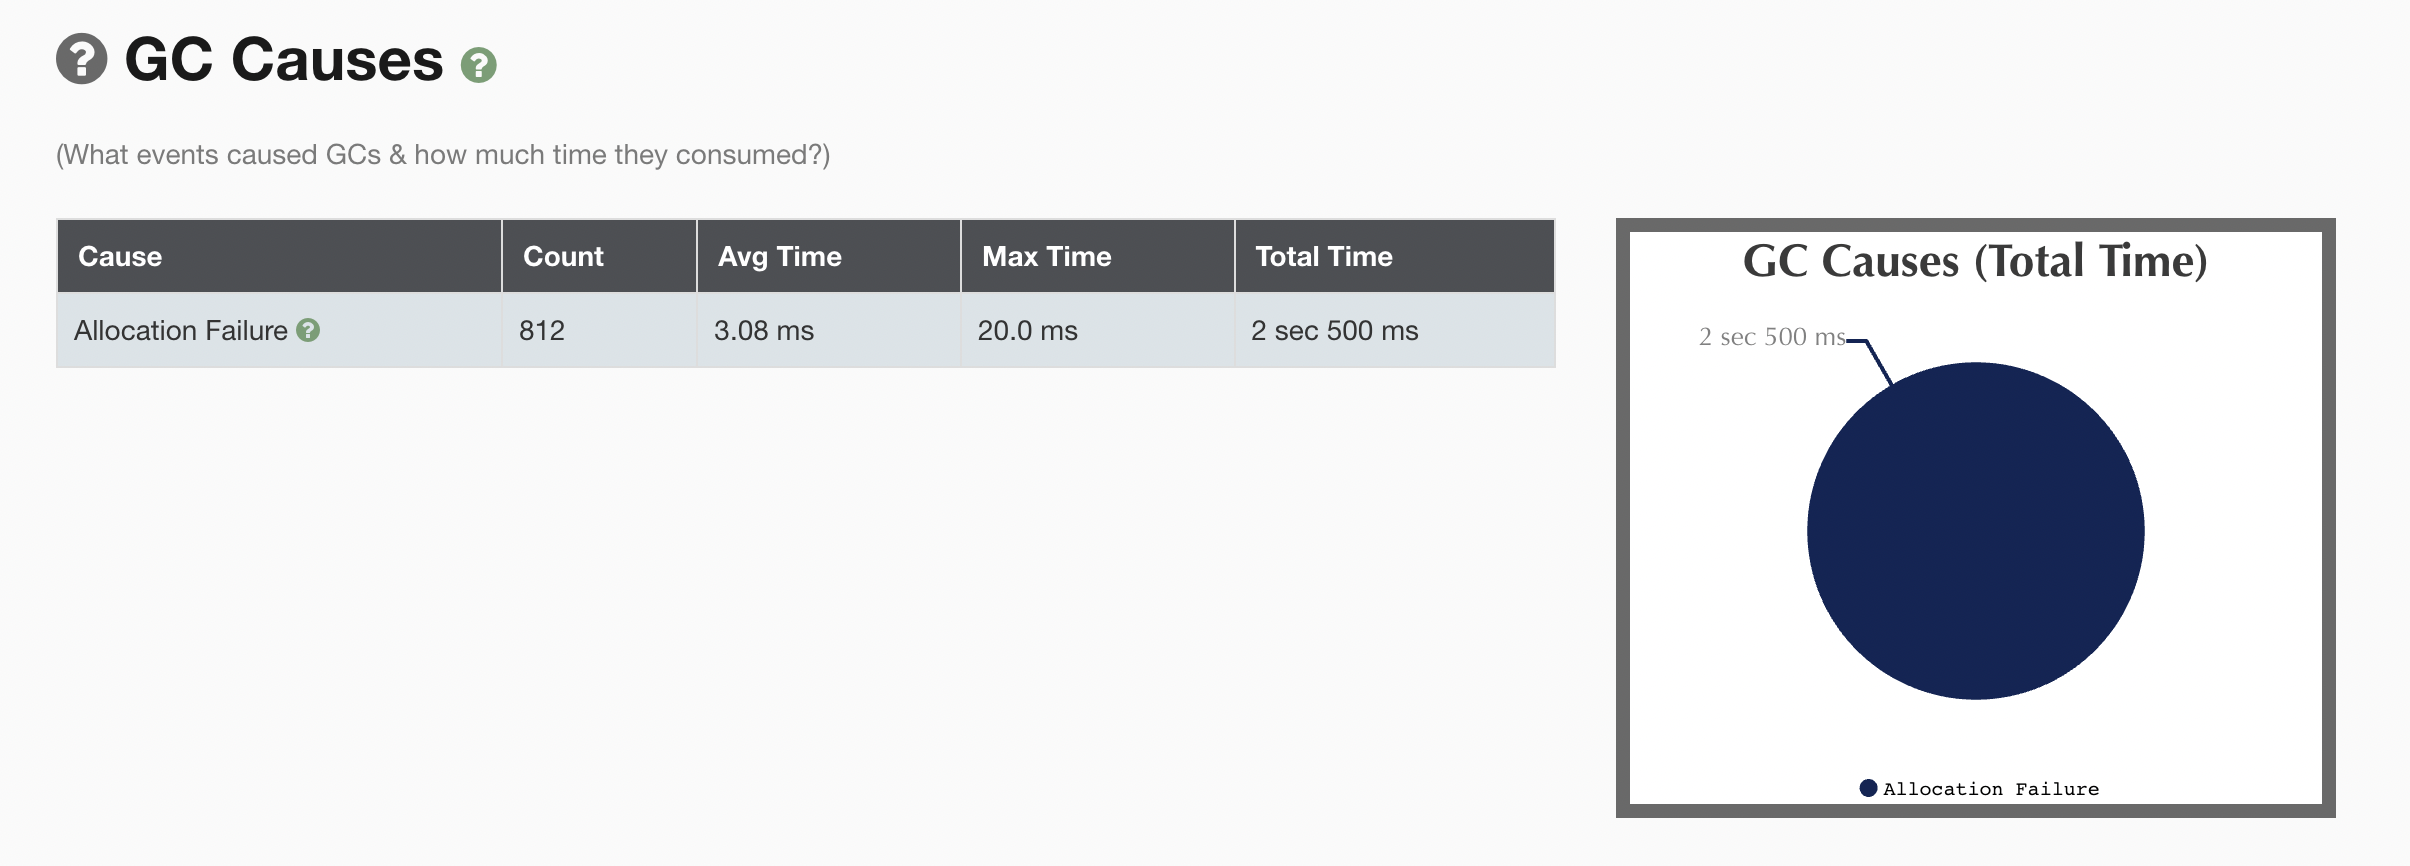 GC Causes
(What events caused GCs & how much time they consumed?)
Cause Count Avg Time Max Time Total Time
Allocation Failure 812 3.08 ms 20.0 ms 2 sec 500 ms
GC Causes (Total Time)
2 sec 500 ms
Allocation Failure